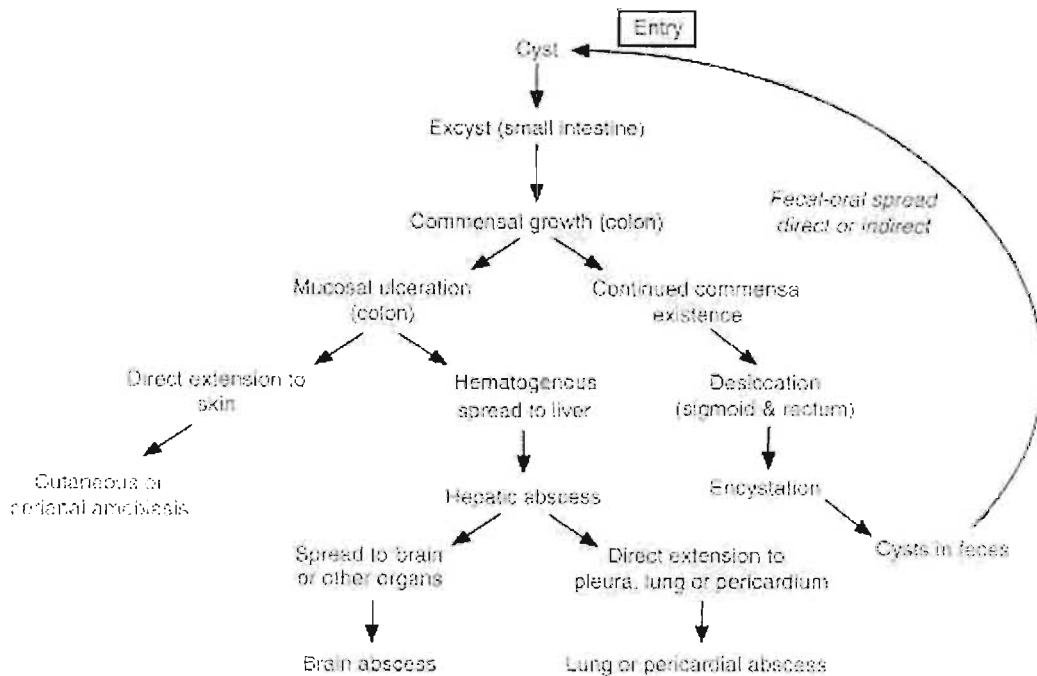 Entry
Cyst
Excyst (small intestine)
Fecal-oral spread
direct or indirect
Commensal growth (colon)
Mucosal ulceration
(colon)
Continued commensa
existence
Direct extension to
skin
Hematogenous
spread to liver
Deslocation
(sigmoid & rectum)
Cutaneous or
perianal amebiasis
Hepatic abscess
Encystation
Cysts in feces
Spread to brain
or other organs
Direct extension to
pleura, lung or pericardium
Brain abscess
Lung or pericardial abscess